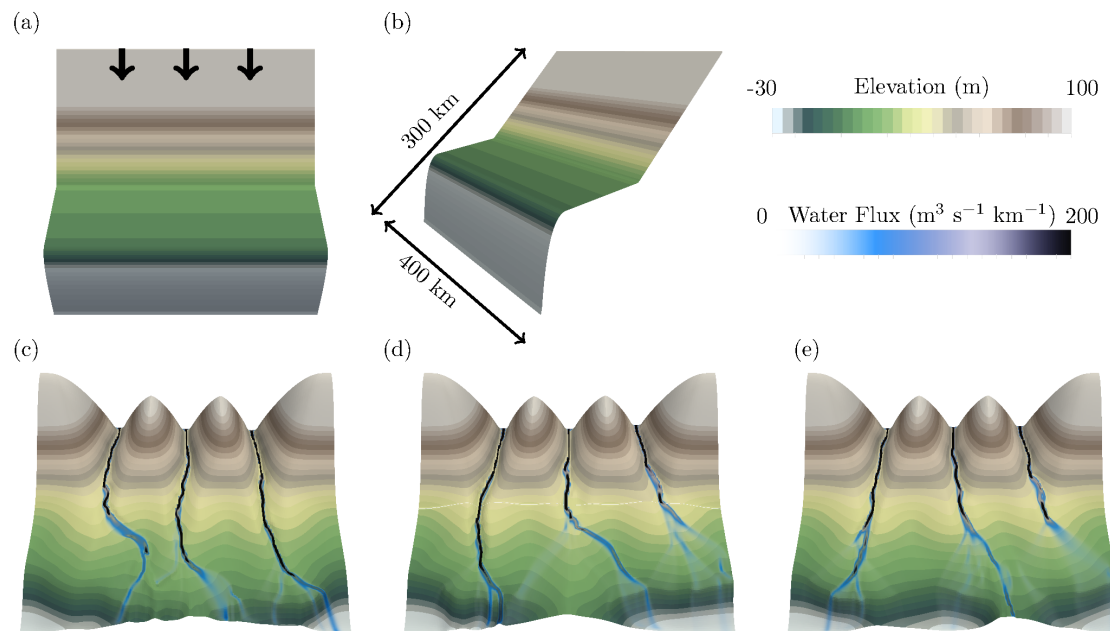 (a)
(b)
300 km
400 km
-30 Elevation (m) 100
0 Water Flux (m³ s⁻¹ km⁻¹) 200
(c)
(d)
(e)